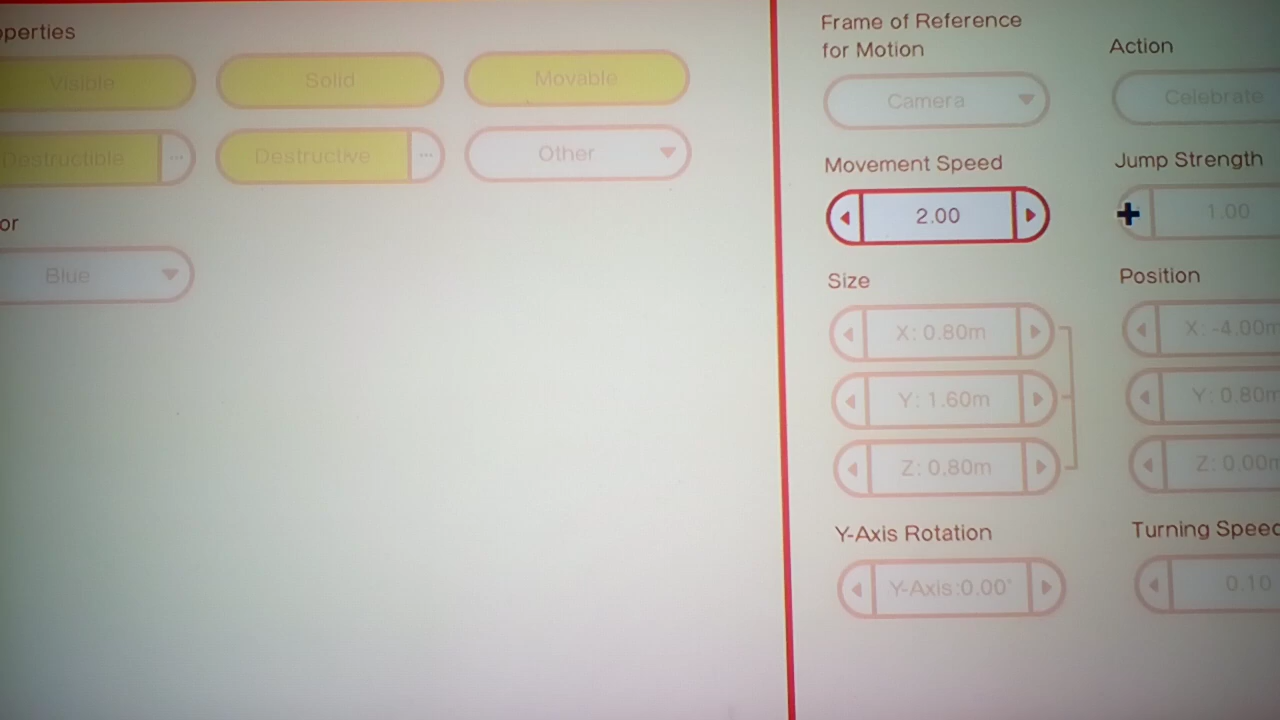 operties
Visible
Solid
Movable
Destructible
...
Destructive
...
Other
or
Blue
Frame of Reference
for Motion
Action
Camera
Celebrate
Movement Speed
Jump Strength
2.00
1.00
Size
Position
X: 0.80m
X: -4.00m
Y: 1.60m
Y: 0.80m
Z: 0.80m
Z: 0.00m
Y-Axis Rotation
Turning Speed
Y-Axis:0.00°
0.10